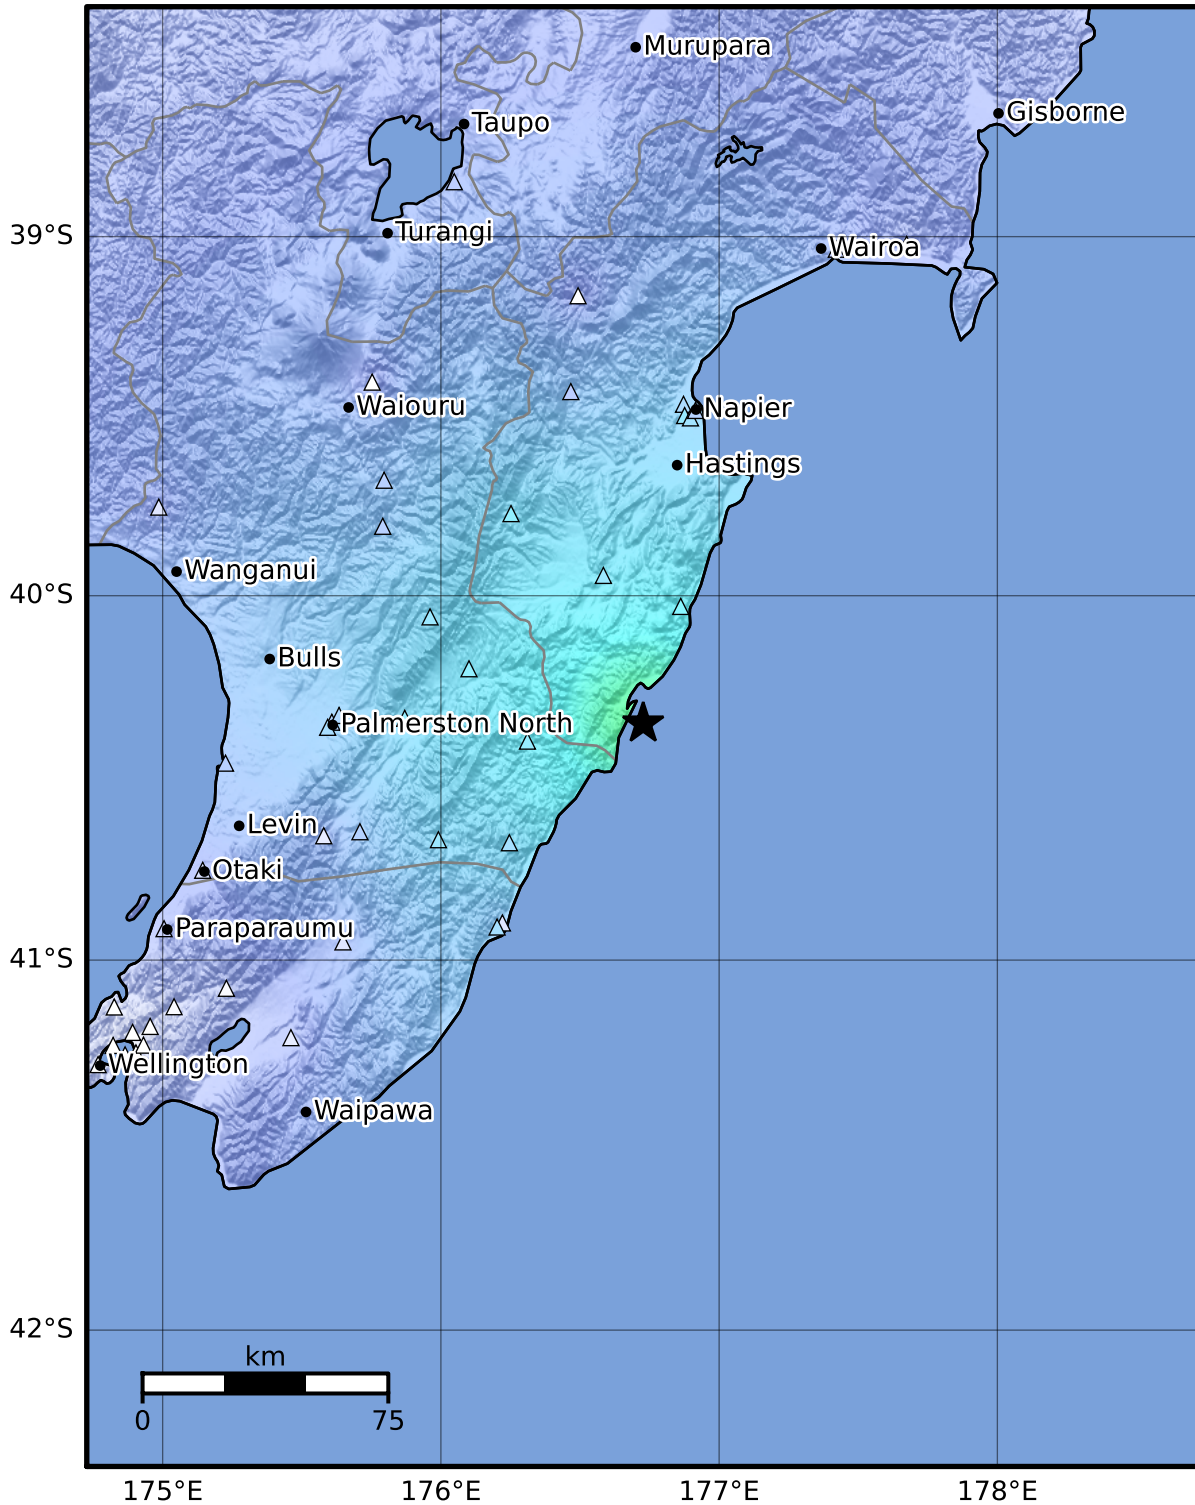 Murupara
Gisborne
Taupo
Turangi
39°S
Wairoa
Waiouru
Napier
Hastings
Wanganui
40°S
Bulls
Palmerston North
Levin
Otaki
Paraparaumu
41°S
Wellington
Waipawa
42°S
km
0
75
175°E
176°E
177°E
178°E